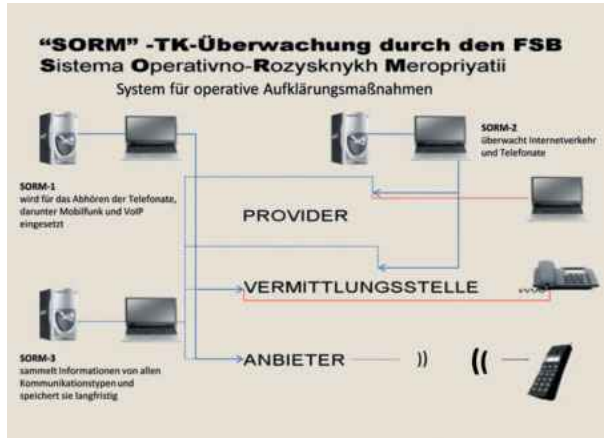 “SORM” -TK-Überwachung durch den FSB
Sistema Operativno-Rozysknykh Meropriyatii
System für operative Aufklärungsmaßnahmen
SORM-1
wird für das Abhören der Telefonate,
darunter Mobilfunk und VoIP
eingesetzt
SORM-2
überwacht Internetverkehr
und Telefonate
PROVIDER
VERMITTLUNGSSTELLE
SORM-3
sammelt Informationen von allen
Kommunikationstypen und
speichert sie langfristig
ANBIETER